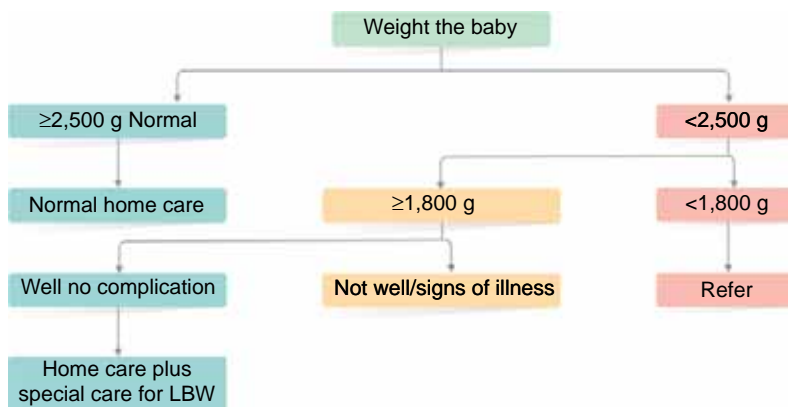 Weight the baby
≥2,500 g Normal
<2,500 g
Normal home care
≥1,800 g
<1,800 g
Well no complication
Not well/signs of illness
Refer
Home care plus
special care for LBW